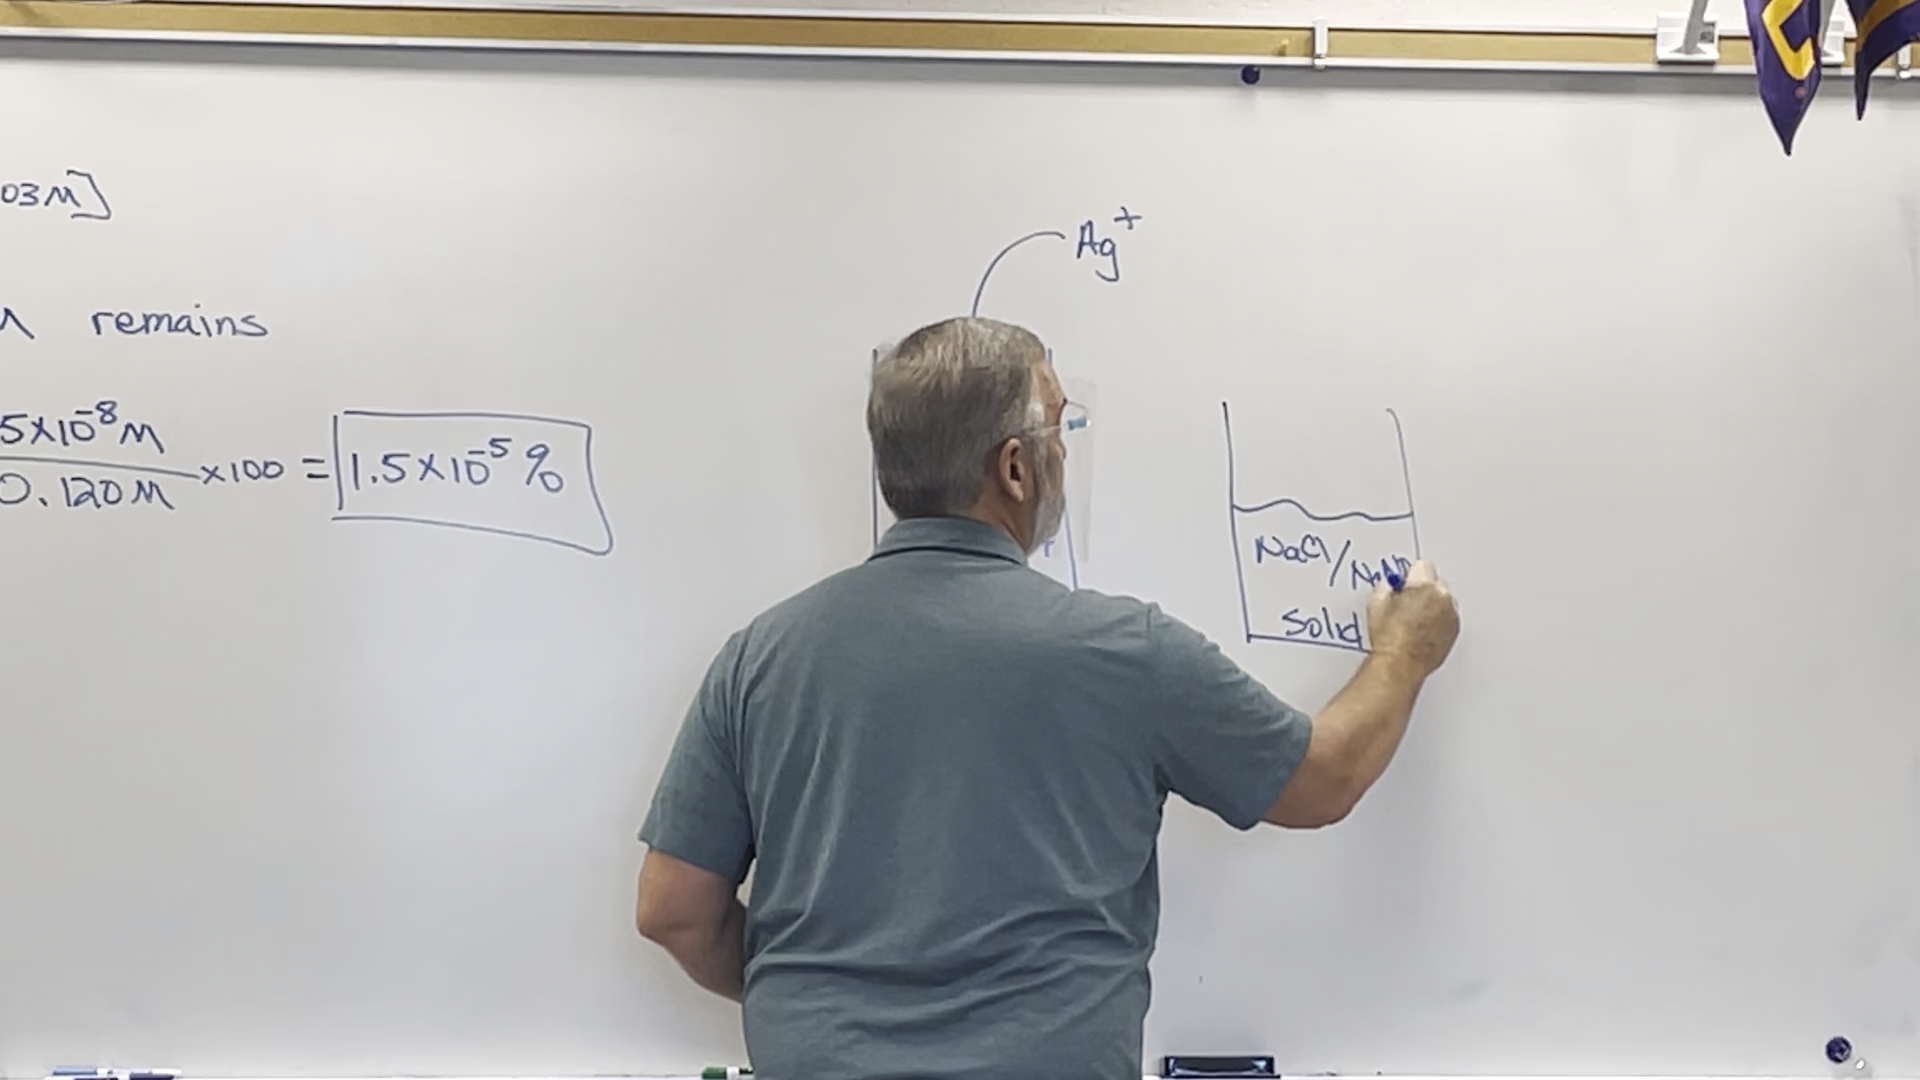 03M]
remains
5x10⁻⁸M
0.120M
x100 = 1.5x10⁻⁵%
Ag⁺
NaCl/
Solid